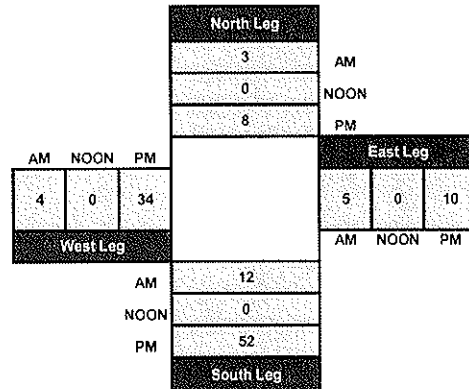 North Leg
3 AM
0 NOON
8 PM
AM NOON PM
4 0 34
West Leg
East Leg
5 0 10
AM NOON PM
AM 12
NOON 0
PM 52
South Leg